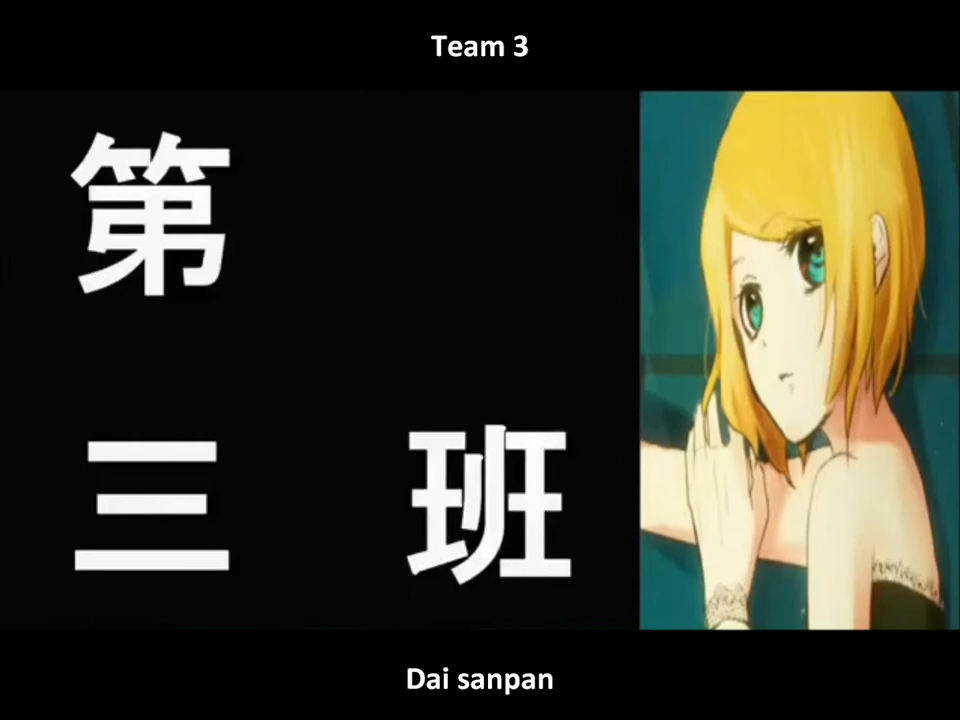 Team 3
第
三 班
Dai sanpan